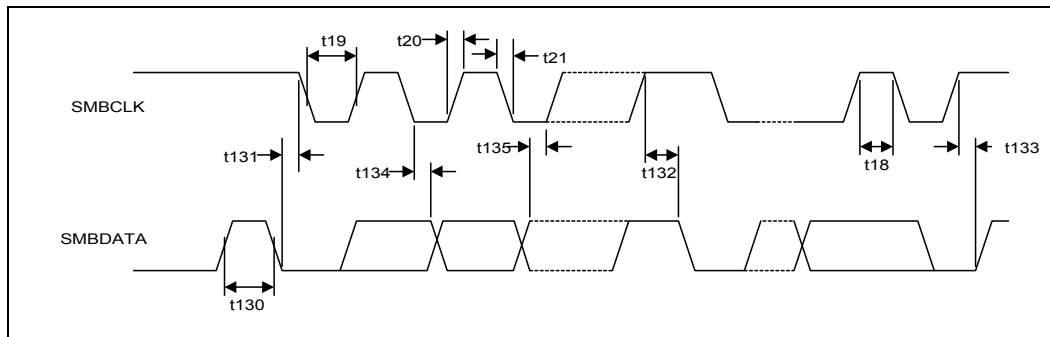 t19
t20
t21
SMBCLK
t131
t134
t135
t132
t18
t133
SMBDATA
t130